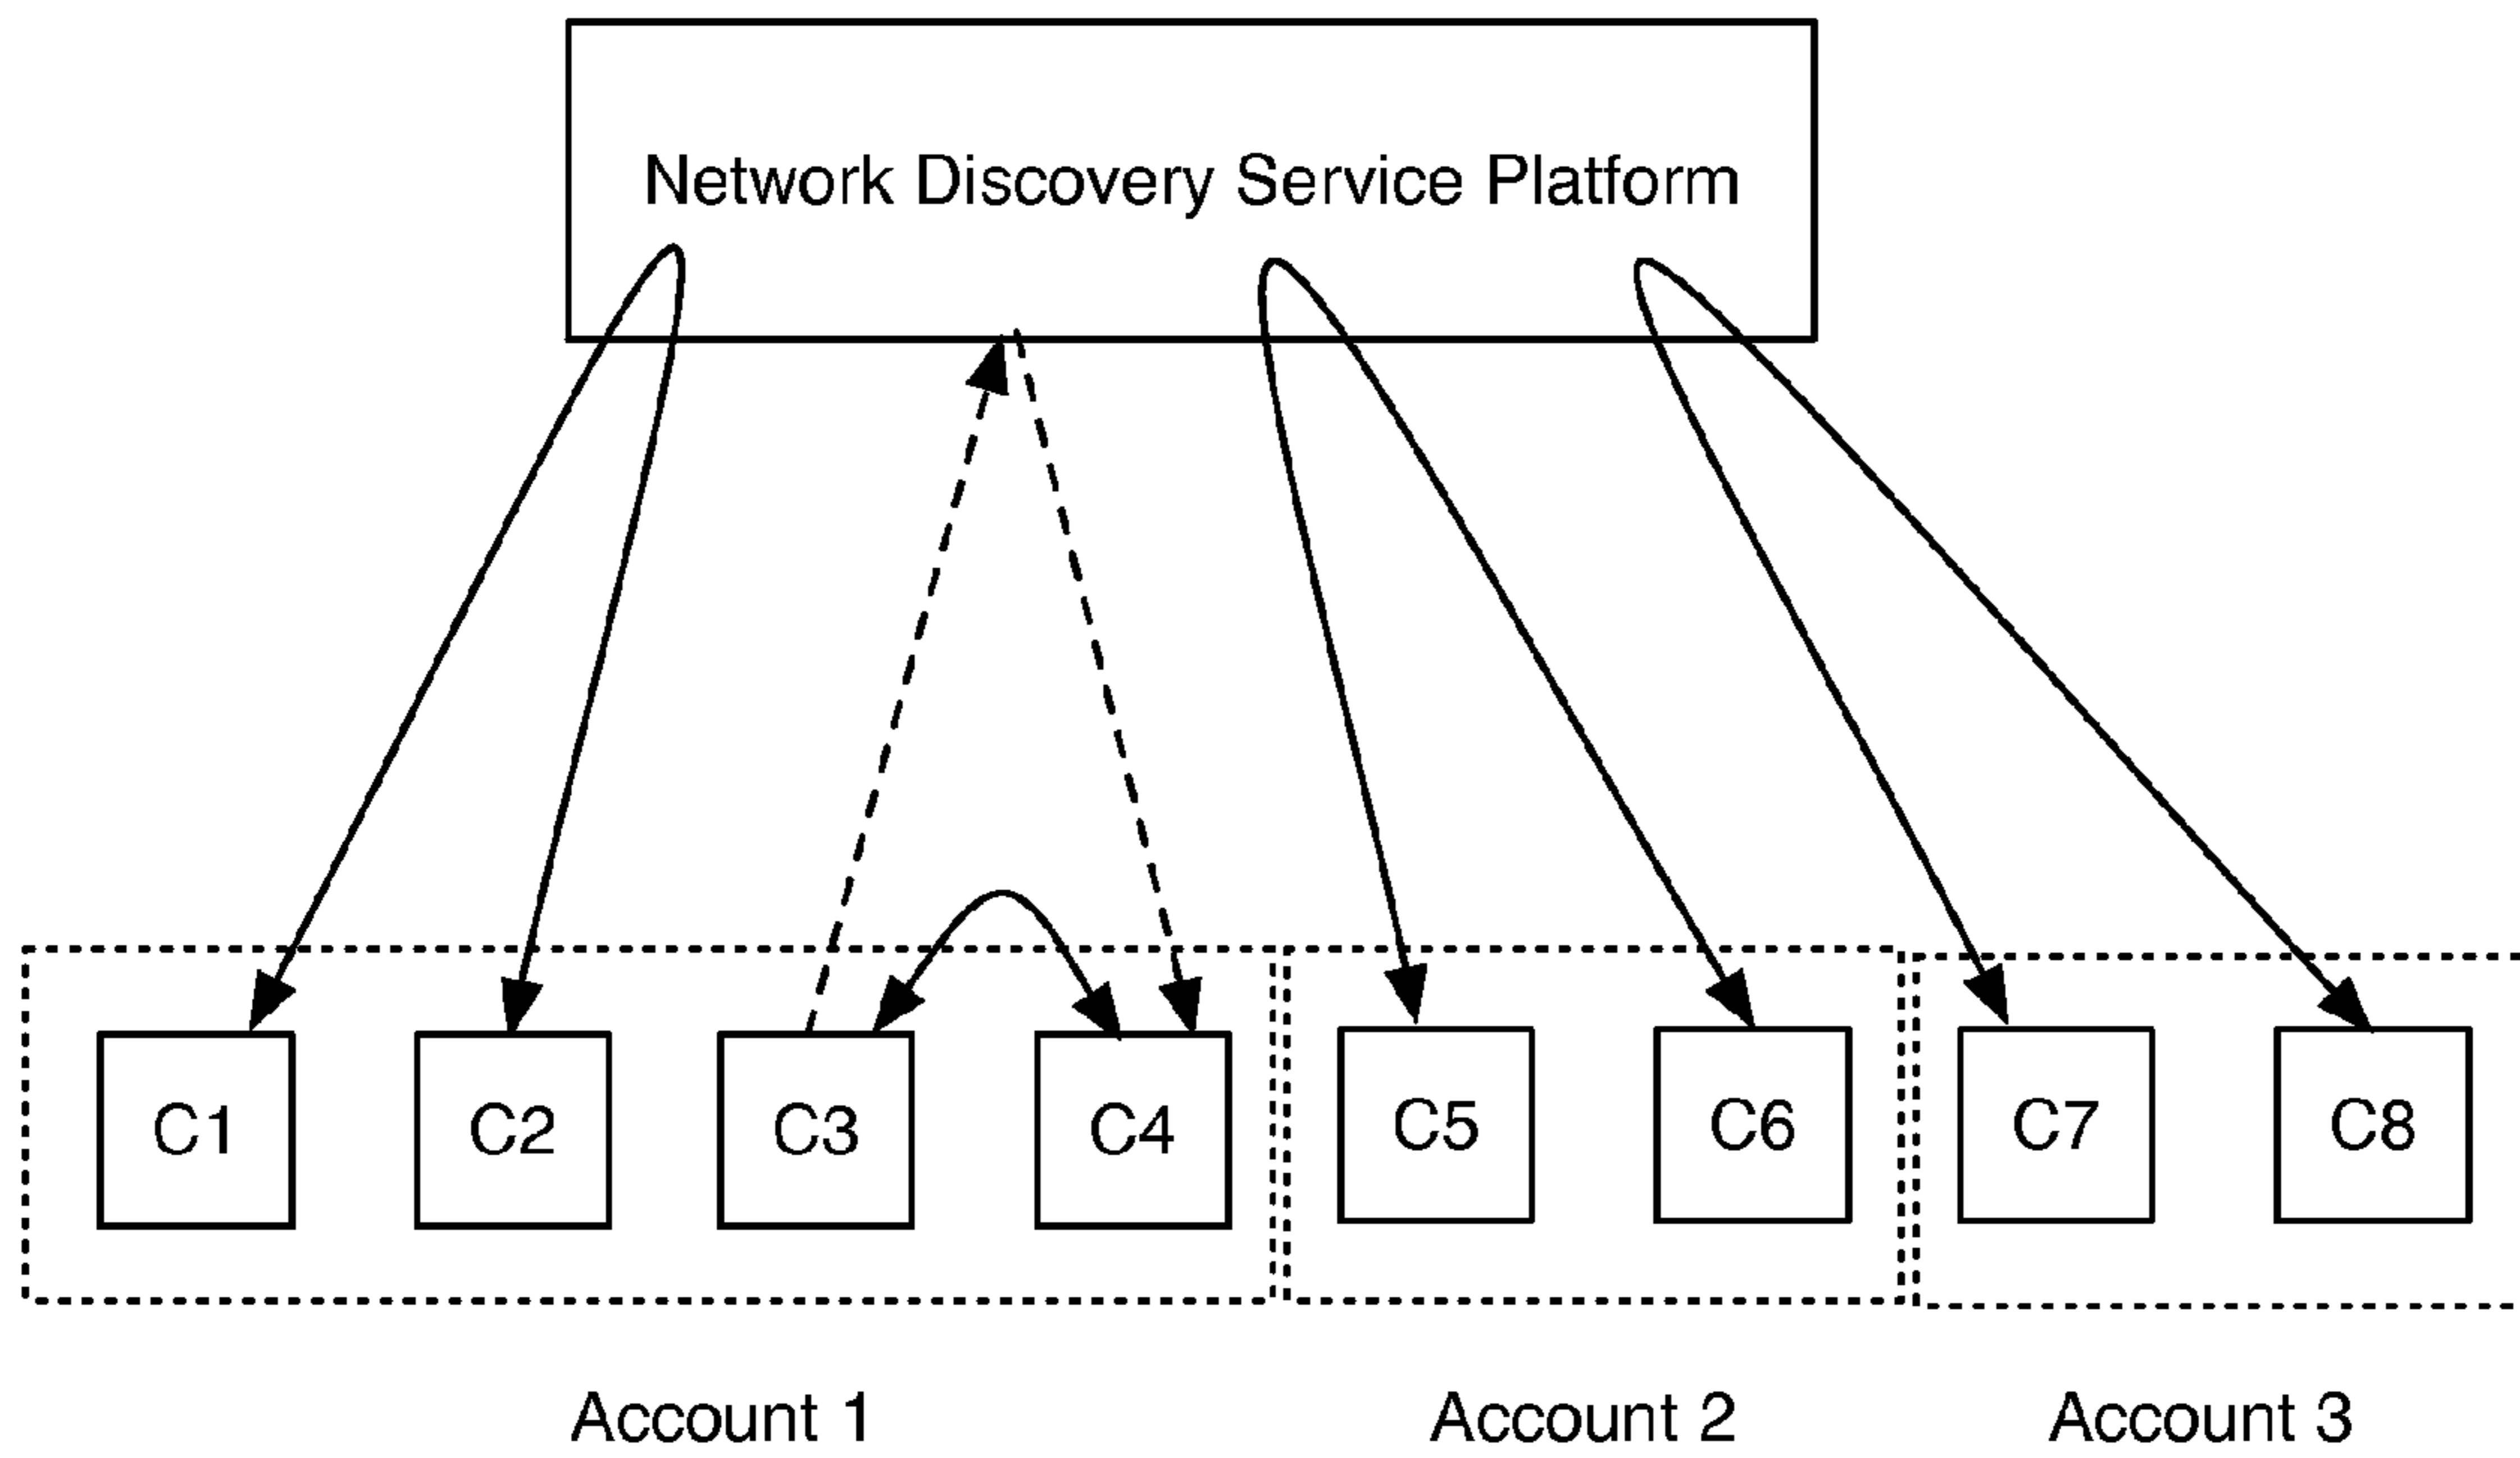 Network Discovery Service Platform
C1 C2 C3 C4 C5 C6 C7 C8
Account 1 Account 2 Account 3